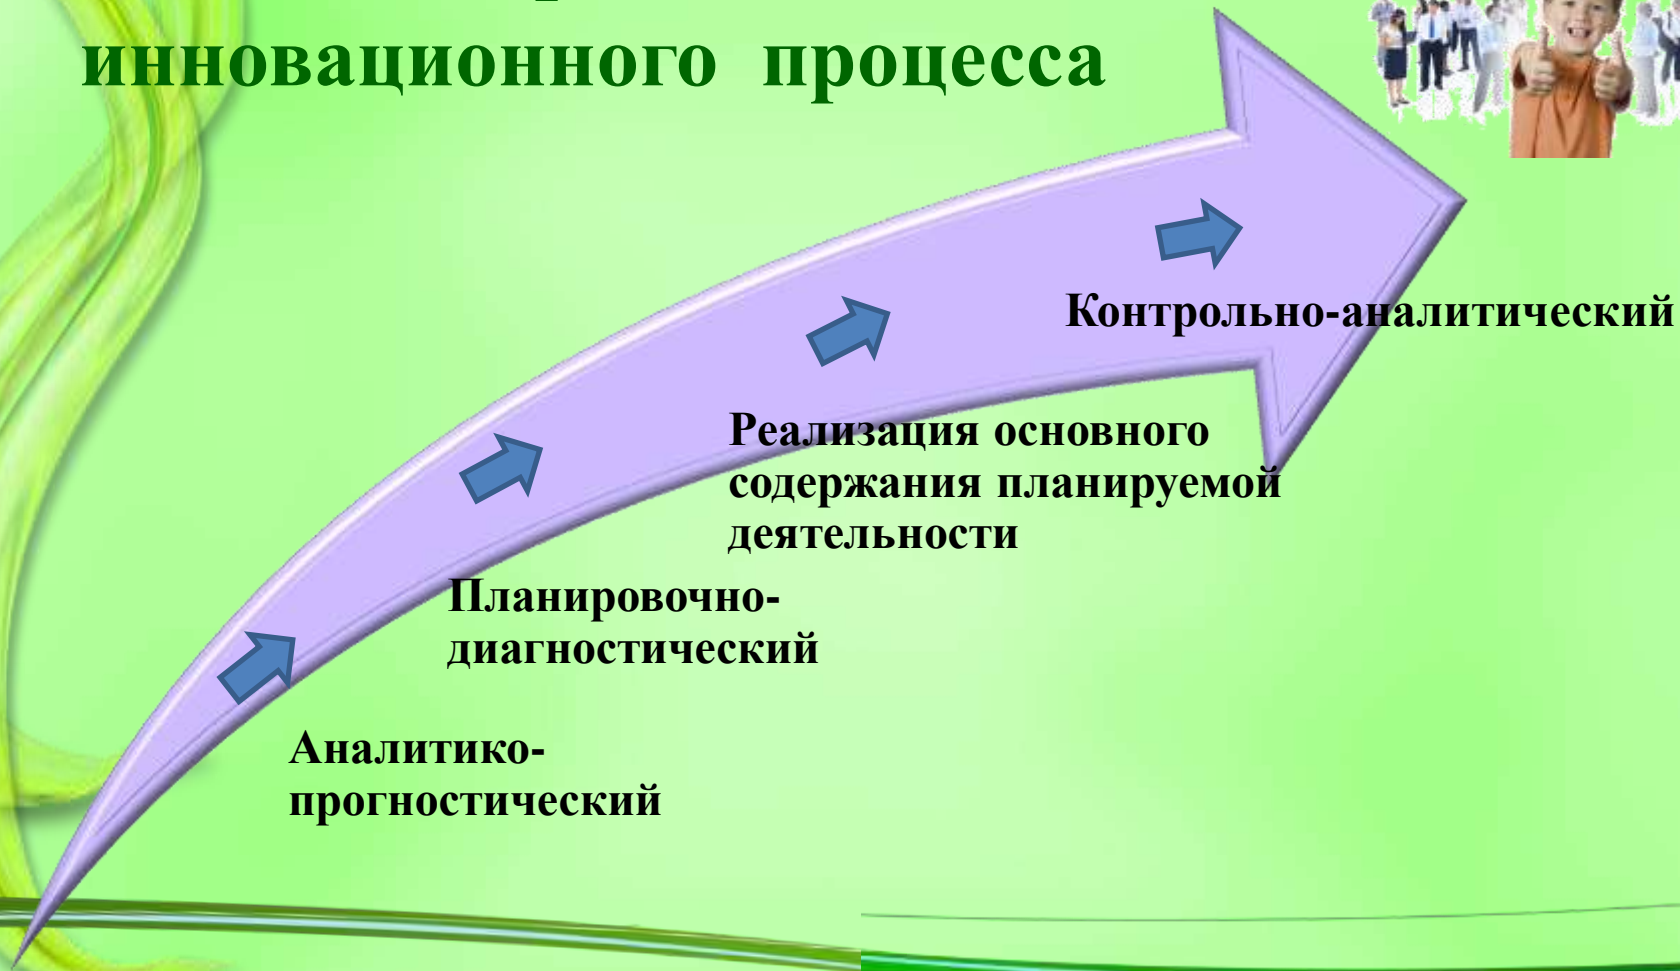 инновационного процесса
Контрольно-аналитический
Реализация основного
содержания планируемой
деятельности
Планировочно-
диагностический
Аналитико-
прогностический